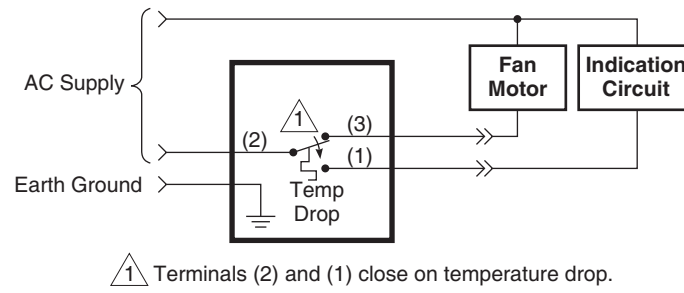 AC Supply
Earth Ground
Fan
Motor
Indication
Circuit
1
(2)
(3)
(1)
Temp
Drop
1 Terminals (2) and (1) close on temperature drop.